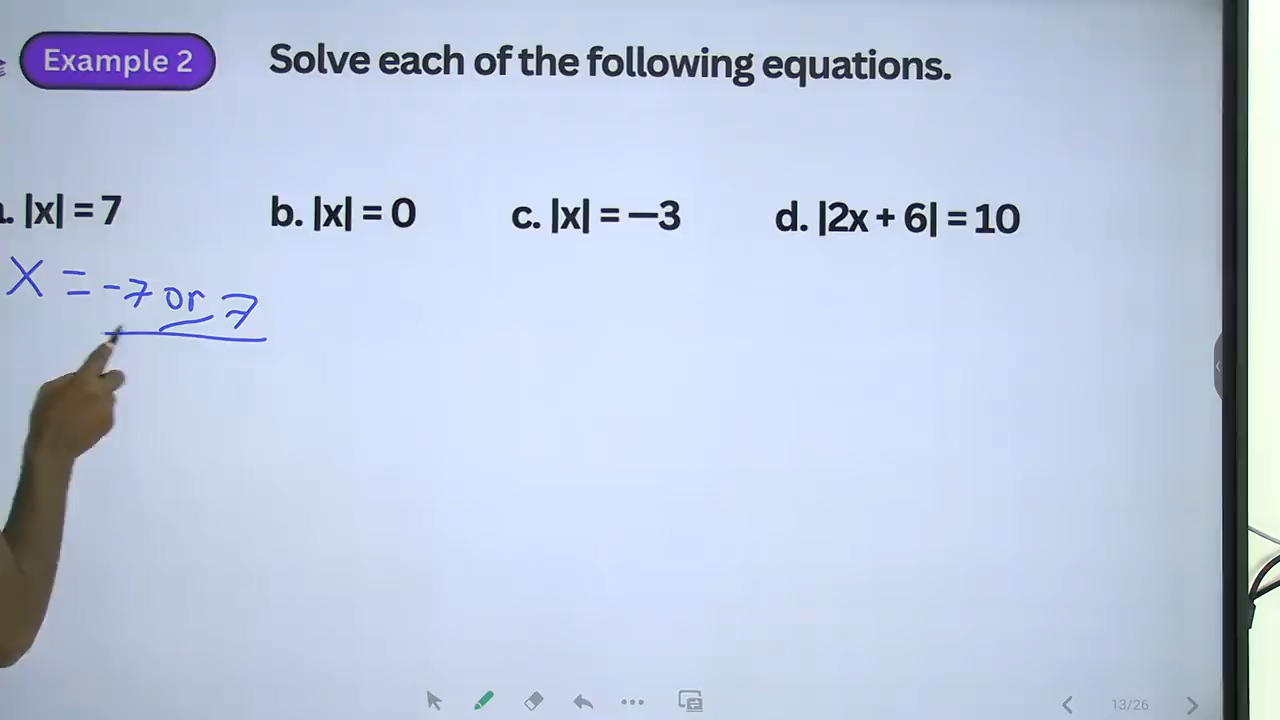 Example 2 Solve each of the following equations.
. |x| = 7 b. |x| = 0 c. |x| = −3 d. |2x + 6| = 10
x = -7 or 7
13/26